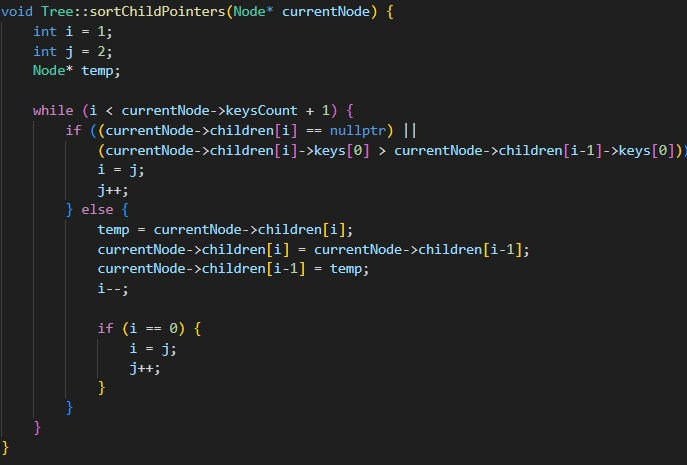 void Tree::sortChildPointers(Node* currentNode) {
    int i = 1;
    int j = 2;
    Node* temp;

    while (i < currentNode->keysCount + 1) {
        if ((currentNode->children[i] == nullptr) ||
            (currentNode->children[i]->keys[0] > currentNode->children[i-1]->keys[0]))
            i = j;
            j++;
        } else {
            temp = currentNode->children[i];
            currentNode->children[i] = currentNode->children[i-1];
            currentNode->children[i-1] = temp;
            i--;

            if (i == 0) {
                i = j;
                j++;
            }
        }
    }
}